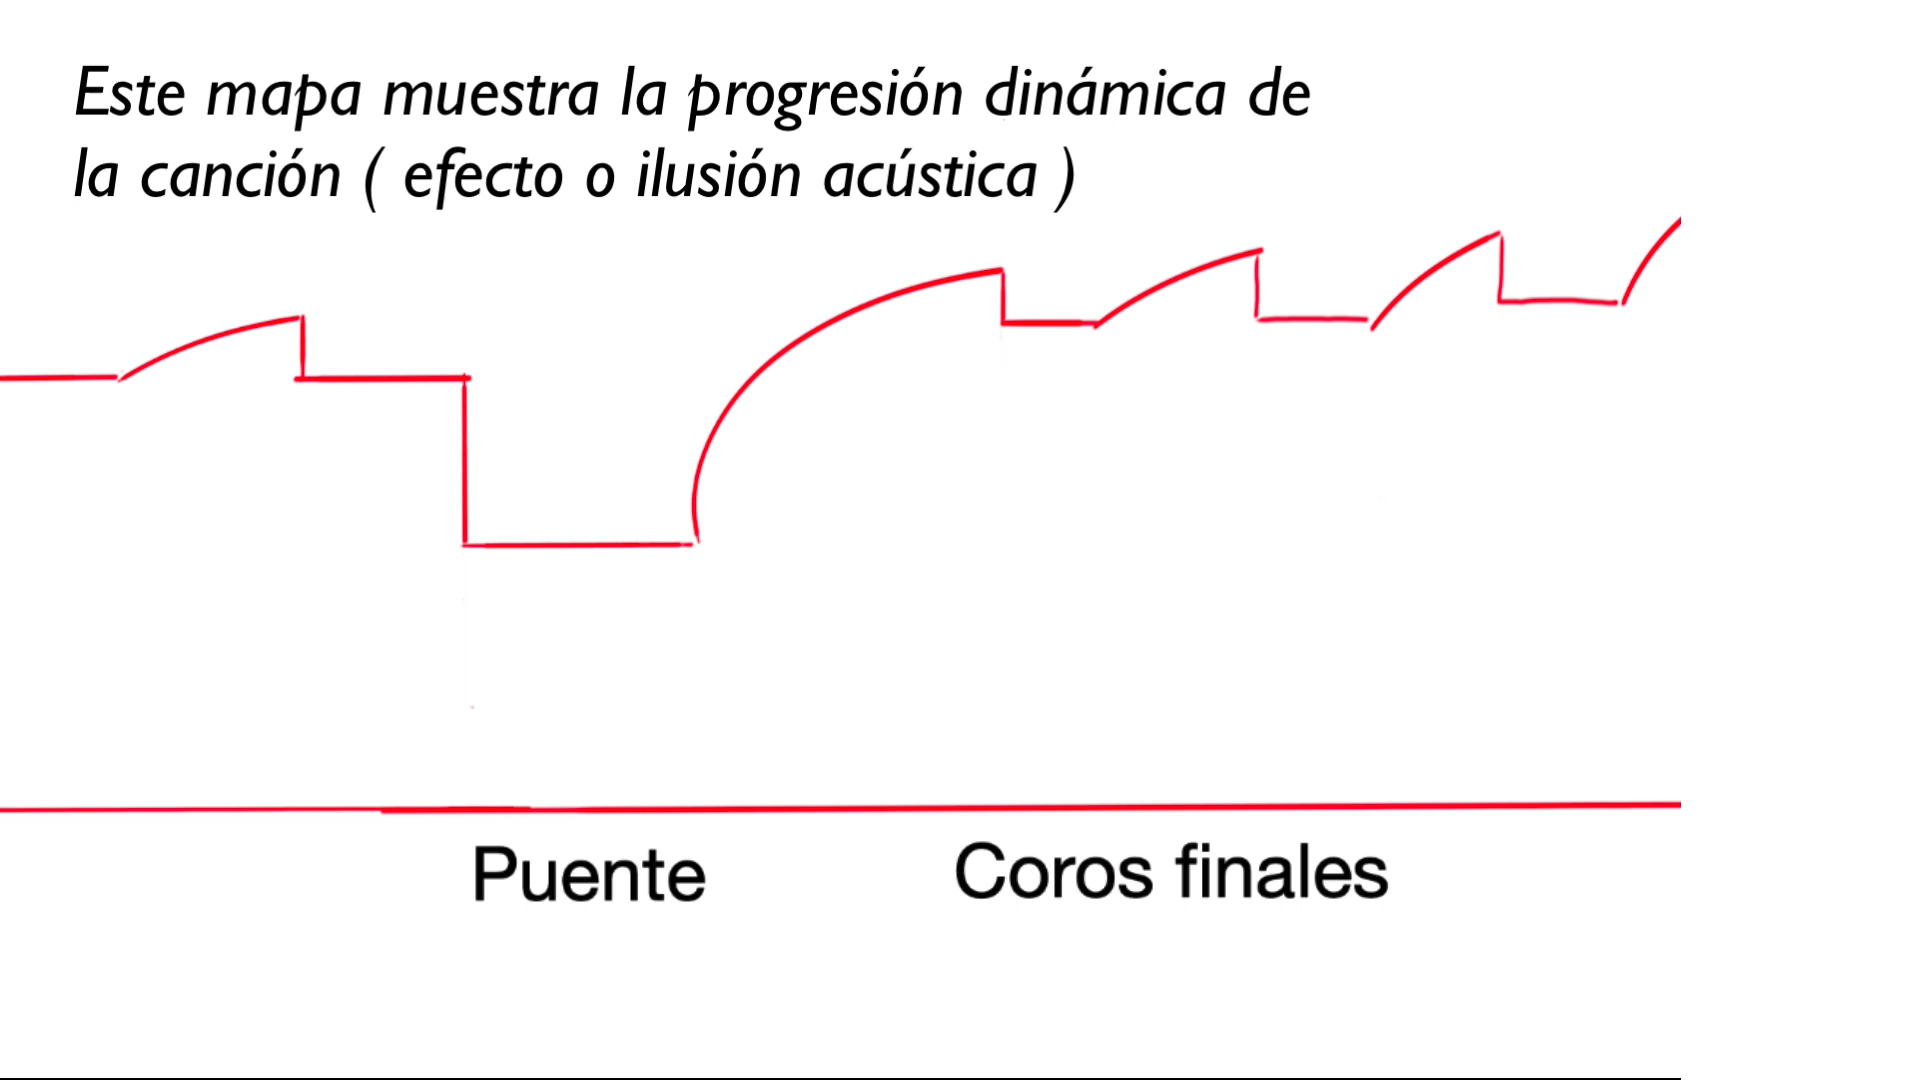 Este mapa muestra la progresión dinámica de
la canción ( efecto o ilusión acústica )
Puente
Coros finales